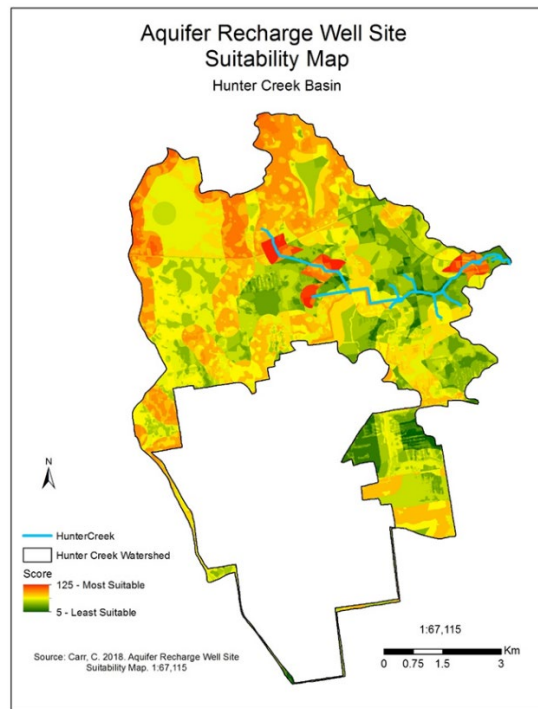 Aquifer Recharge Well Site
Suitability Map
Hunter Creek Basin
N
HunterCreek
Hunter Creek Watershed
Score
125 - Most Suitable
5 - Least Suitable
1:67,115
Km
0 0.75 1.5 3
Source: Carr, C. 2018. Aquifer Recharge Well Site
Suitability Map. 1:67,115